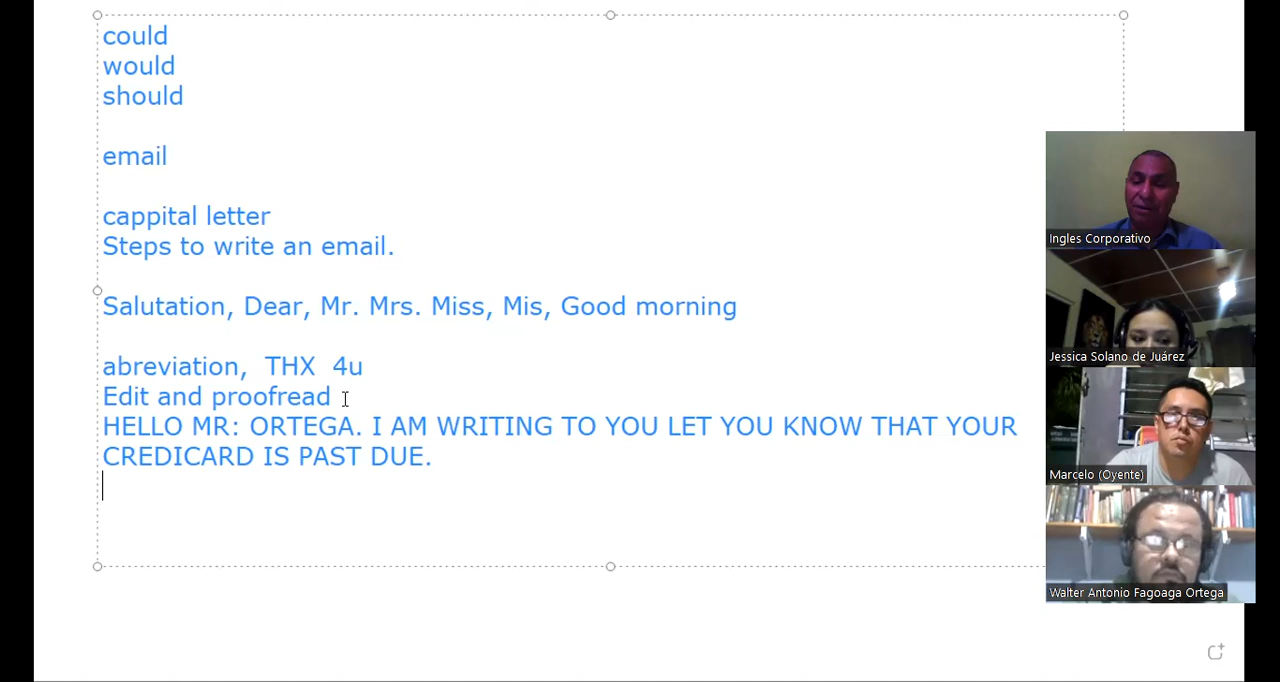 could
would
should
email
cappital letter
Steps to write an email.
Salutation, Dear, Mr. Mrs. Miss, Mis, Good morning
abreviation,  THX  4u
Edit and proofread
HELLO MR: ORTEGA. I AM WRITING TO YOU LET YOU KNOW THAT YOUR
CREDICARD IS PAST DUE.
Ingles Corporativo
Jessica Solano de Juárez
Marcelo (Oyente)
Walter Antonio Fagoaga Ortega